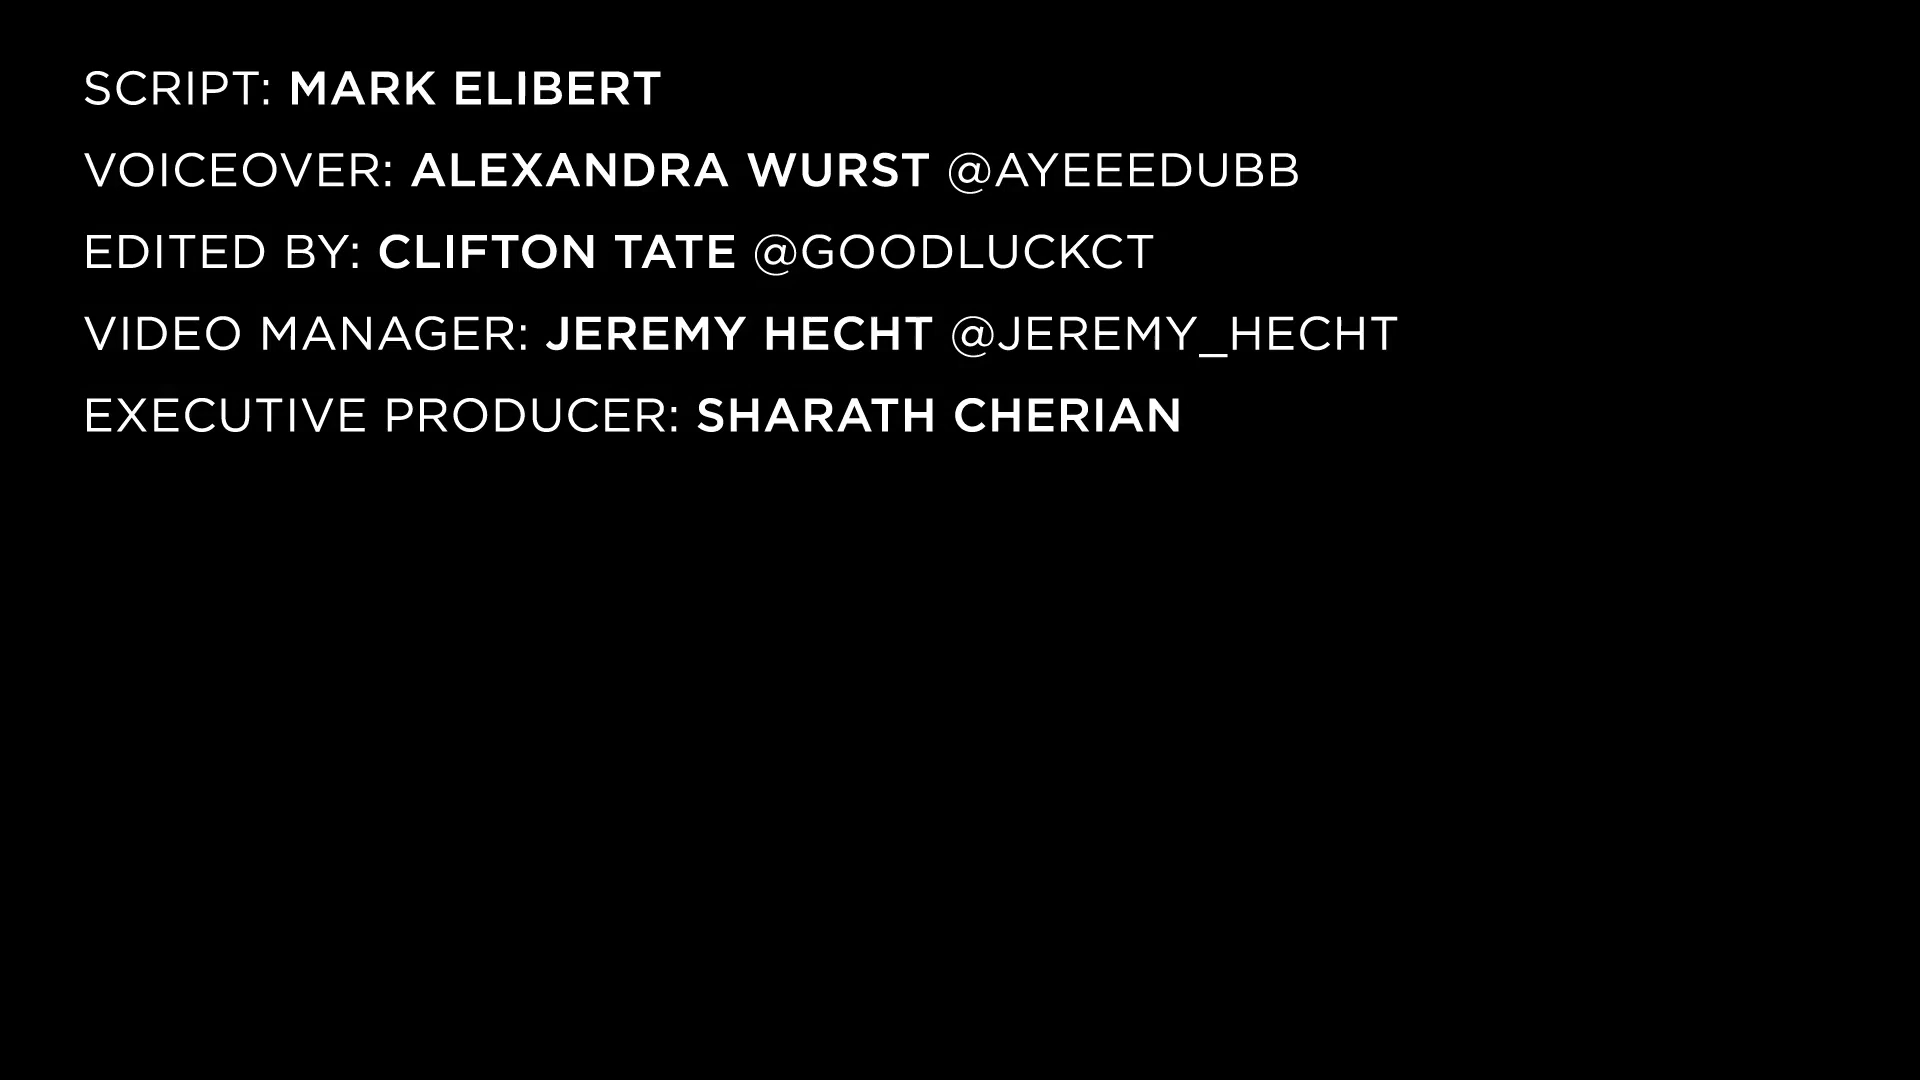 SCRIPT: MARK ELIBERT
VOICEOVER: ALEXANDRA WURST @AYEEEDUBB
EDITED BY: CLIFTON TATE @GOODLUCKCT
VIDEO MANAGER: JEREMY HECHT @JEREMY_HECHT
EXECUTIVE PRODUCER: SHARATH CHERIAN